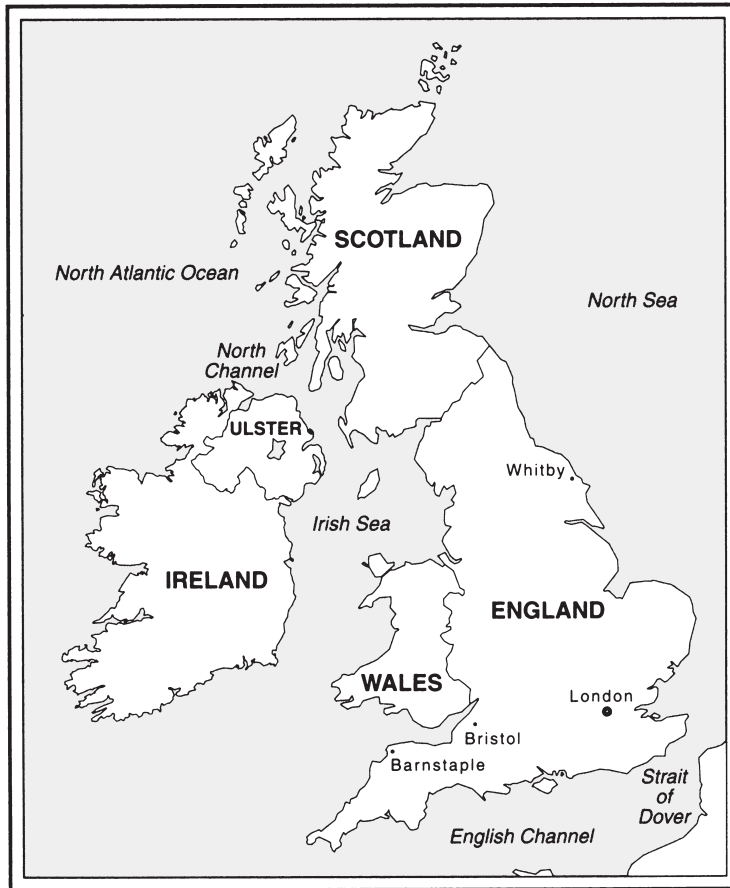 SCOTLAND
North Atlantic Ocean
North Sea
North
Channel
ULSTER
Whitby
Irish Sea
IRELAND
ENGLAND
WALES
London
Bristol
Barnstaple
Strait
of
Dover
English Channel